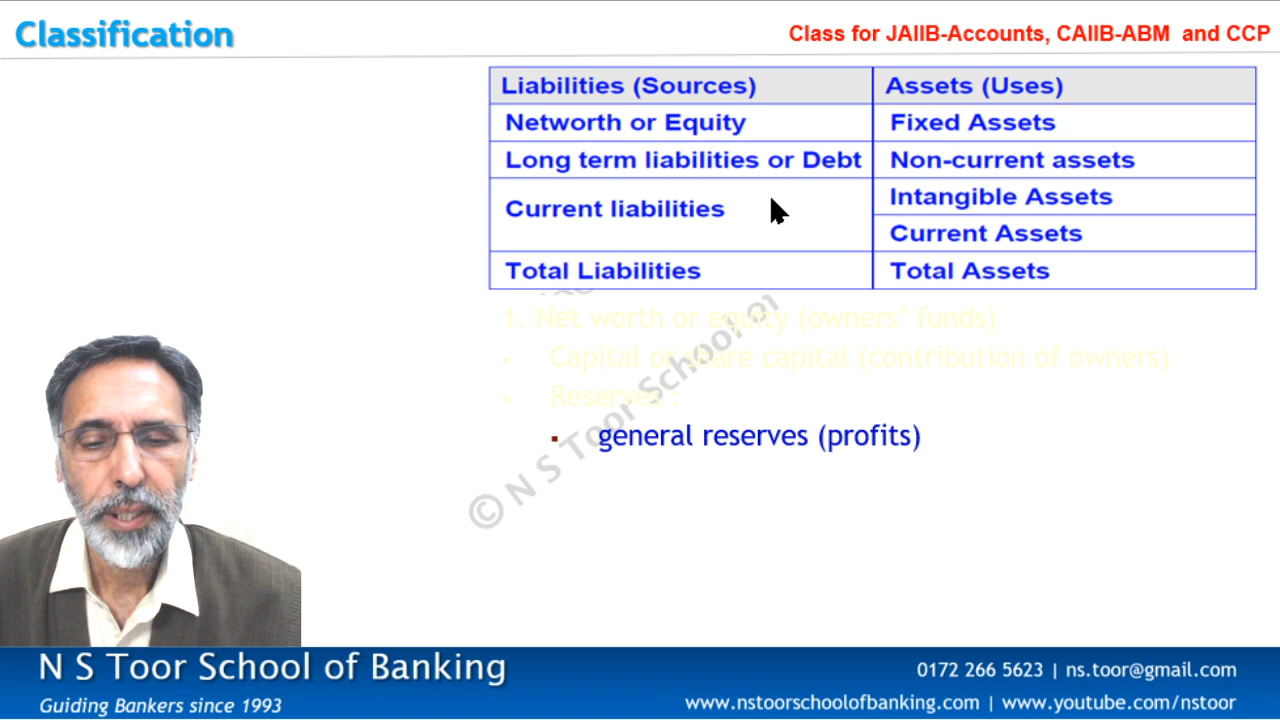 Classification
Class for JAIIB-Accounts, CAIIB-ABM and CCP
Liabilities (Sources) Assets (Uses)
Networth or Equity Fixed Assets
Long term liabilities or Debt Non-current assets
Current liabilities Intangible Assets
Current Assets
Total Liabilities Total Assets
1. Net worth or equity (owners' funds)
• Capital or share capital (contribution of owners)
• Reserves :
▪ general reserves (profits)
© N S Toor School of
N S Toor School of Banking
Guiding Bankers since 1993
0172 266 5623 | ns.toor@gmail.com
www.nstoorschoolofbanking.com | www.youtube.com/nstoor